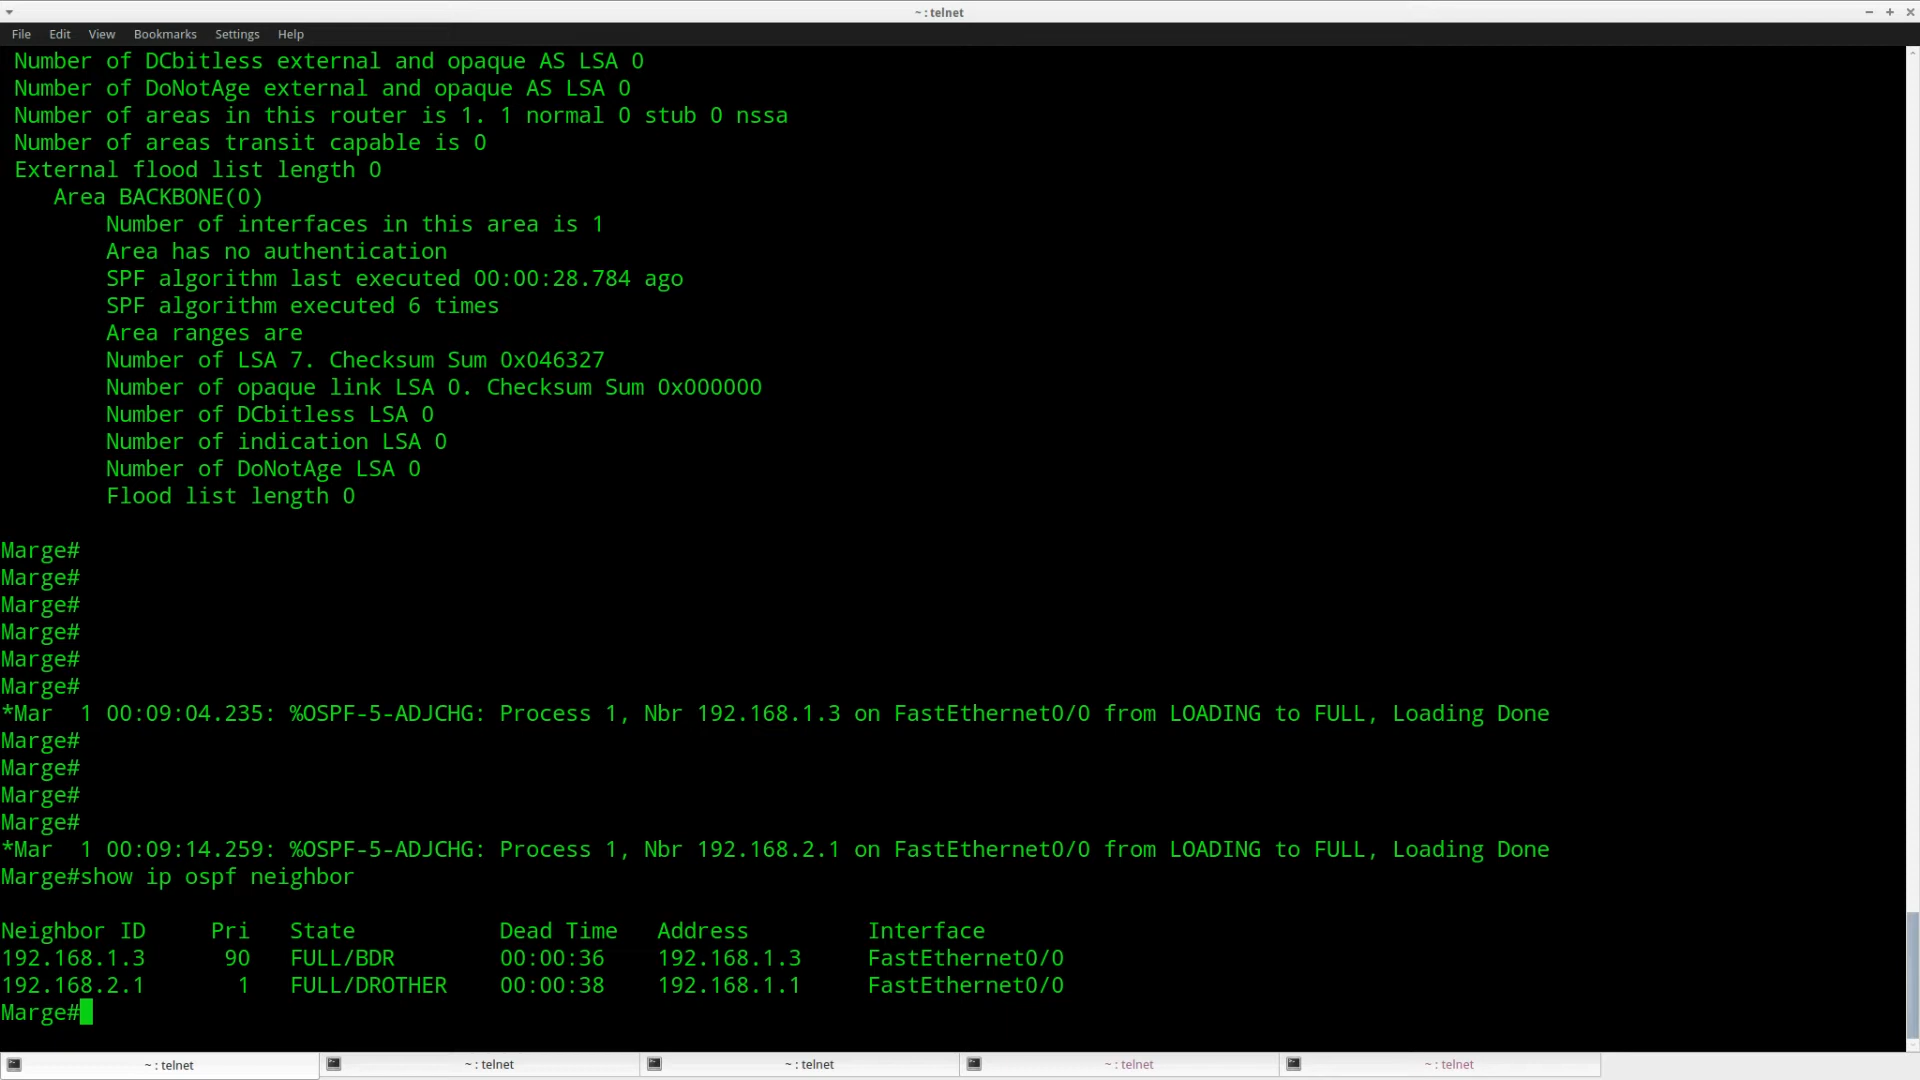 ~ : telnet
File Edit View Bookmarks Settings Help
Number of DCbitless external and opaque AS LSA 0
Number of DoNotAge external and opaque AS LSA 0
Number of areas in this router is 1. 1 normal 0 stub 0 nssa
Number of areas transit capable is 0
External flood list length 0
Area BACKBONE(0)
Number of interfaces in this area is 1
Area has no authentication
SPF algorithm last executed 00:00:28.784 ago
SPF algorithm executed 6 times
Area ranges are
Number of LSA 7. Checksum Sum 0x046327
Number of opaque link LSA 0. Checksum Sum 0x000000
Number of DCbitless LSA 0
Number of indication LSA 0
Number of DoNotAge LSA 0
Flood list length 0
Marge#
Marge#
Marge#
Marge#
Marge#
Marge#
*Mar  1 00:09:04.235: %OSPF-5-ADJCHG: Process 1, Nbr 192.168.1.3 on FastEthernet0/0 from LOADING to FULL, Loading Done
Marge#
Marge#
Marge#
Marge#
*Mar  1 00:09:14.259: %OSPF-5-ADJCHG: Process 1, Nbr 192.168.2.1 on FastEthernet0/0 from LOADING to FULL, Loading Done
Marge#show ip ospf neighbor
Neighbor ID     Pri   State           Dead Time   Address         Interface
192.168.1.3      90   FULL/BDR        00:00:36    192.168.1.3     FastEthernet0/0
192.168.2.1       1   FULL/DROTHER    00:00:38    192.168.1.1     FastEthernet0/0
Marge#
~ : telnet ~ : telnet ~ : telnet ~ : telnet ~ : telnet